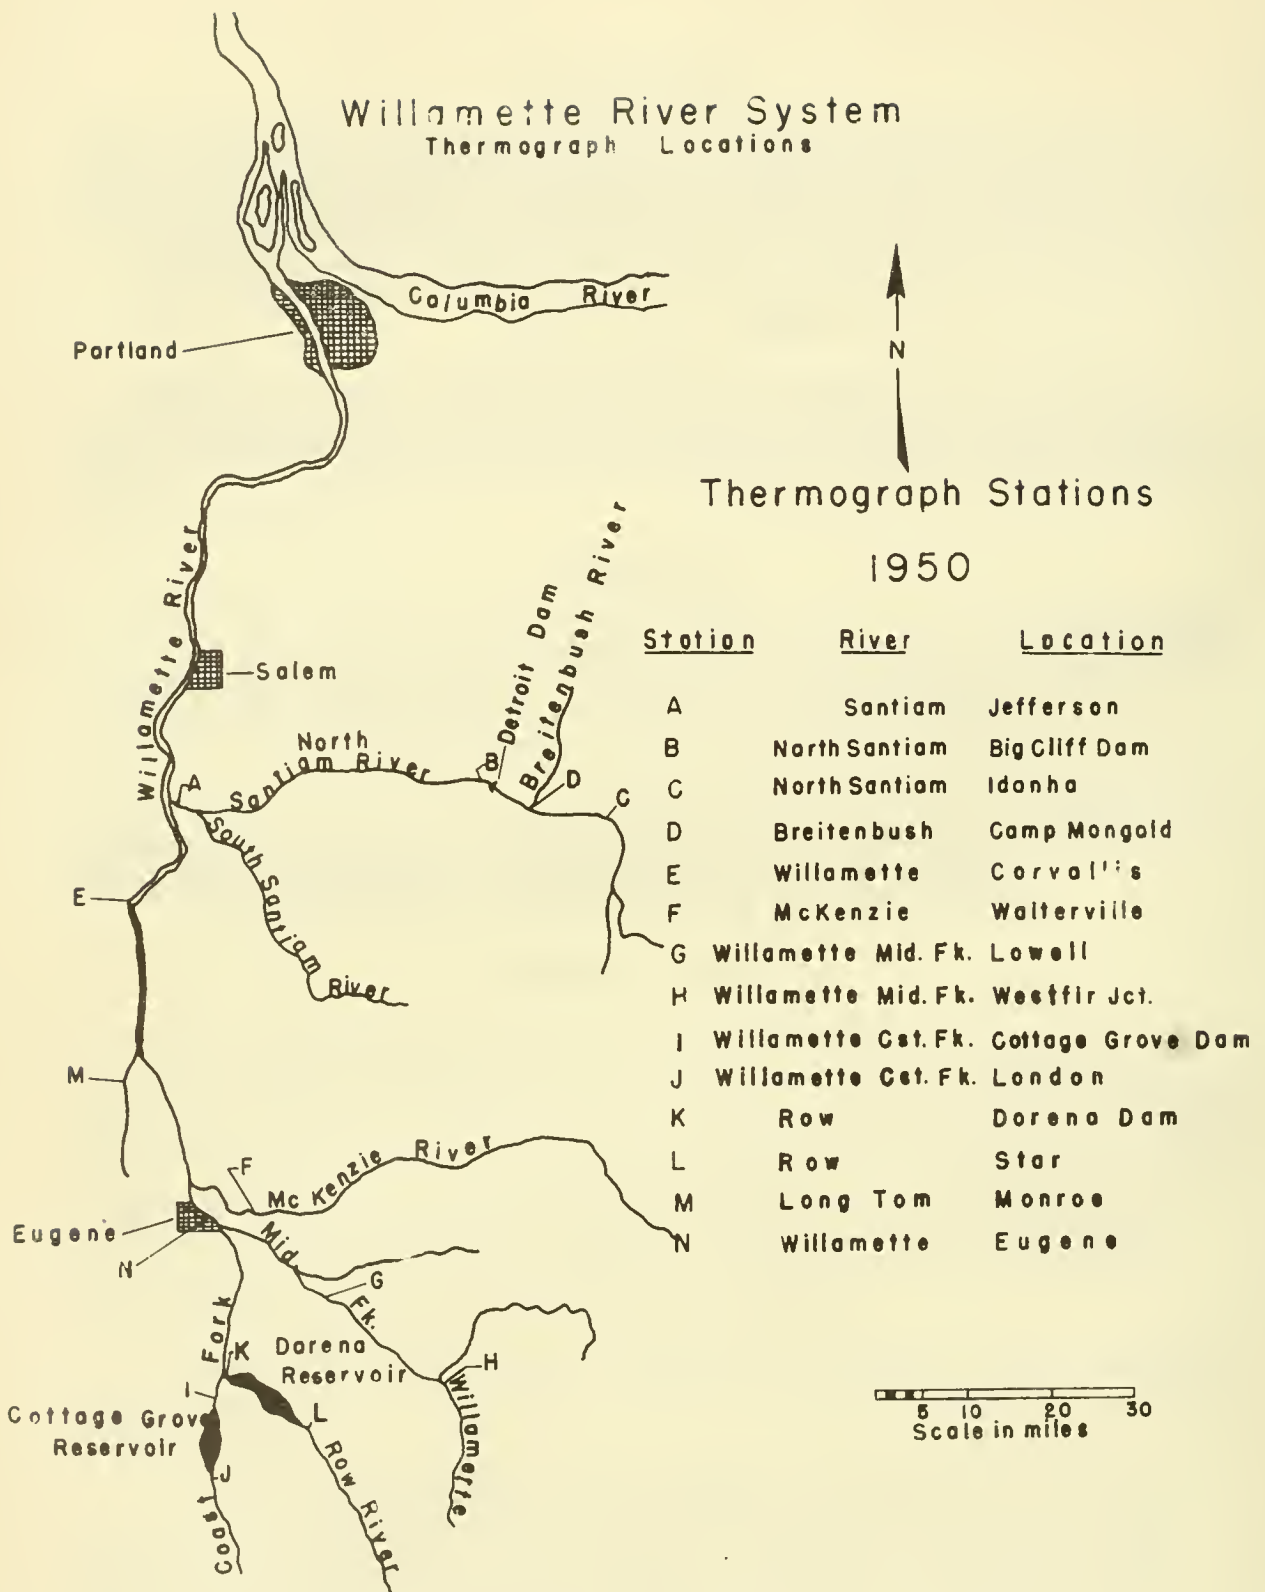 Willamette River System
Thermograph Locations
Columbia River
Portland
N
Thermograph Stations
1950
Willamette River
Salem
Detroit Dam
Breitenbush River
North
Santiam River
A
B
D
C
South Santiam River
E
M
F
Mc Kenzie River
Eugene
N
Mid. Fk. Willamette
G
H
Coast Fork
K
Dorena
Reservoir
I
Cottage Grove
Reservoir
L
J
Row River
Station River Location
A Santiam Jefferson
B North Santiam Big Cliff Dam
C North Santiam Idanha
D Breitenbush Camp Mongold
E Willamette Corvallis
F McKenzie Walterville
G Willamette Mid. Fk. Lowell
H Willamette Mid. Fk. Westfir Jct.
I Willamette Cst. Fk. Cottage Grove Dam
J Willamette Cst. Fk. London
K Row Dorena Dam
L Row Star
M Long Tom Monroe
N Willamette Eugene
5 10 20 30
Scale in miles